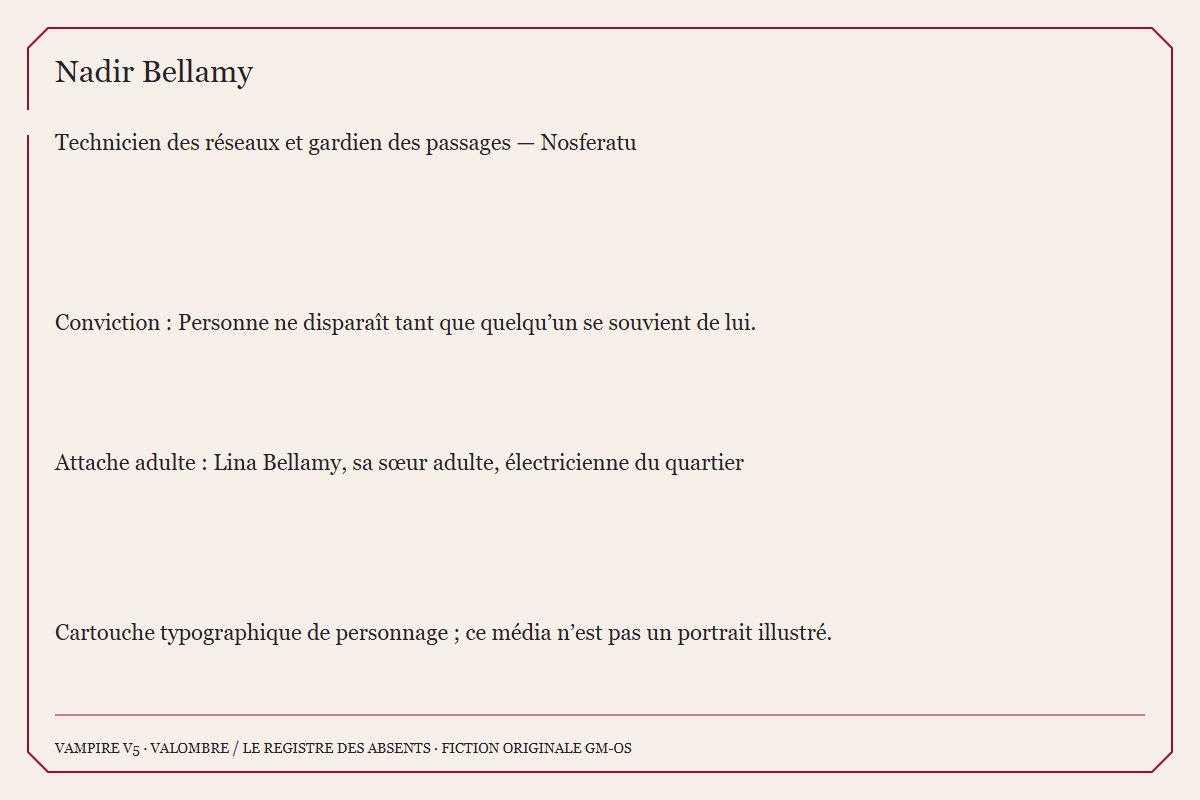 Nadir Bellamy
Technicien des réseaux et gardien des passages — Nosferatu
Conviction : Personne ne disparaît tant que quelqu’un se souvient de lui.
Attache adulte : Lina Bellamy, sa sœur adulte, électricienne du quartier
Cartouche typographique de personnage ; ce média n’est pas un portrait illustré.
VAMPIRE V5 · VALOMBRE / LE REGISTRE DES ABSENTS · FICTION ORIGINALE GM-OS